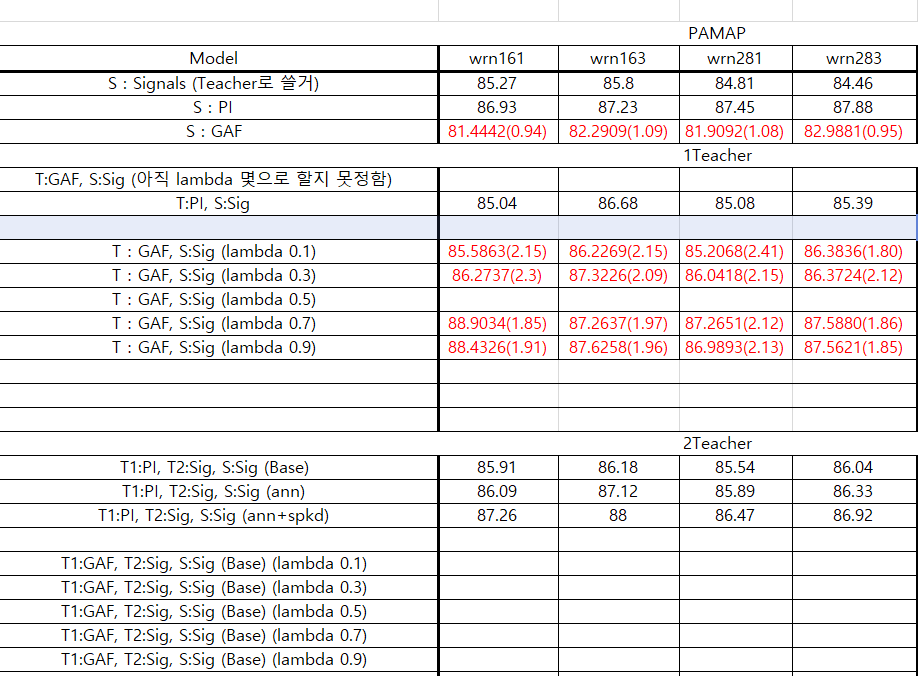 PAMAP
Model wrn161 wrn163 wrn281 wrn283
S : Signals (Teacher로 쓸거) 85.27 85.8 84.81 84.46
S : PI 86.93 87.23 87.45 87.88
S : GAF 81.4442(0.94) 82.2909(1.09) 81.9092(1.08) 82.9881(0.95)
1Teacher
T:GAF, S:Sig (아직 lambda 몇으로 할지 못정함)
T:PI, S:Sig 85.04 86.68 85.08 85.39
T : GAF, S:Sig (lambda 0.1) 85.5863(2.15) 86.2269(2.15) 85.2068(2.41) 86.3836(1.80)
T : GAF, S:Sig (lambda 0.3) 86.2737(2.3) 87.3226(2.09) 86.0418(2.15) 86.3724(2.12)
T : GAF, S:Sig (lambda 0.5)
T : GAF, S:Sig (lambda 0.7) 88.9034(1.85) 87.2637(1.97) 87.2651(2.12) 87.5880(1.86)
T : GAF, S:Sig (lambda 0.9) 88.4326(1.91) 87.6258(1.96) 86.9893(2.13) 87.5621(1.85)
2Teacher
T1:PI, T2:Sig, S:Sig (Base) 85.91 86.18 85.54 86.04
T1:PI, T2:Sig, S:Sig (ann) 86.09 87.12 85.89 86.33
T1:PI, T2:Sig, S:Sig (ann+spkd) 87.26 88 86.47 86.92
T1:GAF, T2:Sig, S:Sig (Base) (lambda 0.1)
T1:GAF, T2:Sig, S:Sig (Base) (lambda 0.3)
T1:GAF, T2:Sig, S:Sig (Base) (lambda 0.5)
T1:GAF, T2:Sig, S:Sig (Base) (lambda 0.7)
T1:GAF, T2:Sig, S:Sig (Base) (lambda 0.9)